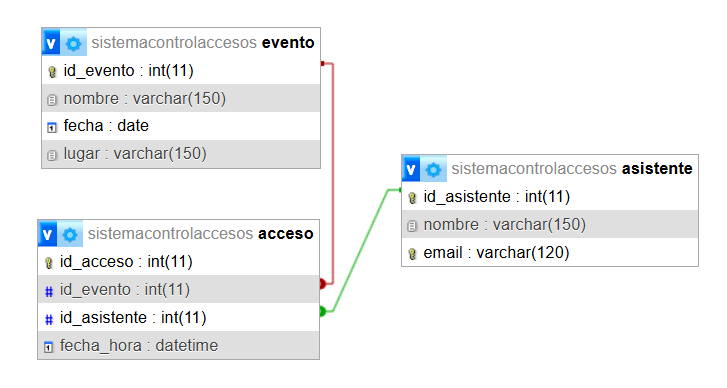 v sistemacontrolaccesos evento
id_evento : int(11)
nombre : varchar(150)
fecha : date
lugar : varchar(150)
v sistemacontrolaccesos asistente
id_asistente : int(11)
nombre : varchar(150)
email : varchar(120)
v sistemacontrolaccesos acceso
id_acceso : int(11)
# id_evento : int(11)
# id_asistente : int(11)
fecha_hora : datetime